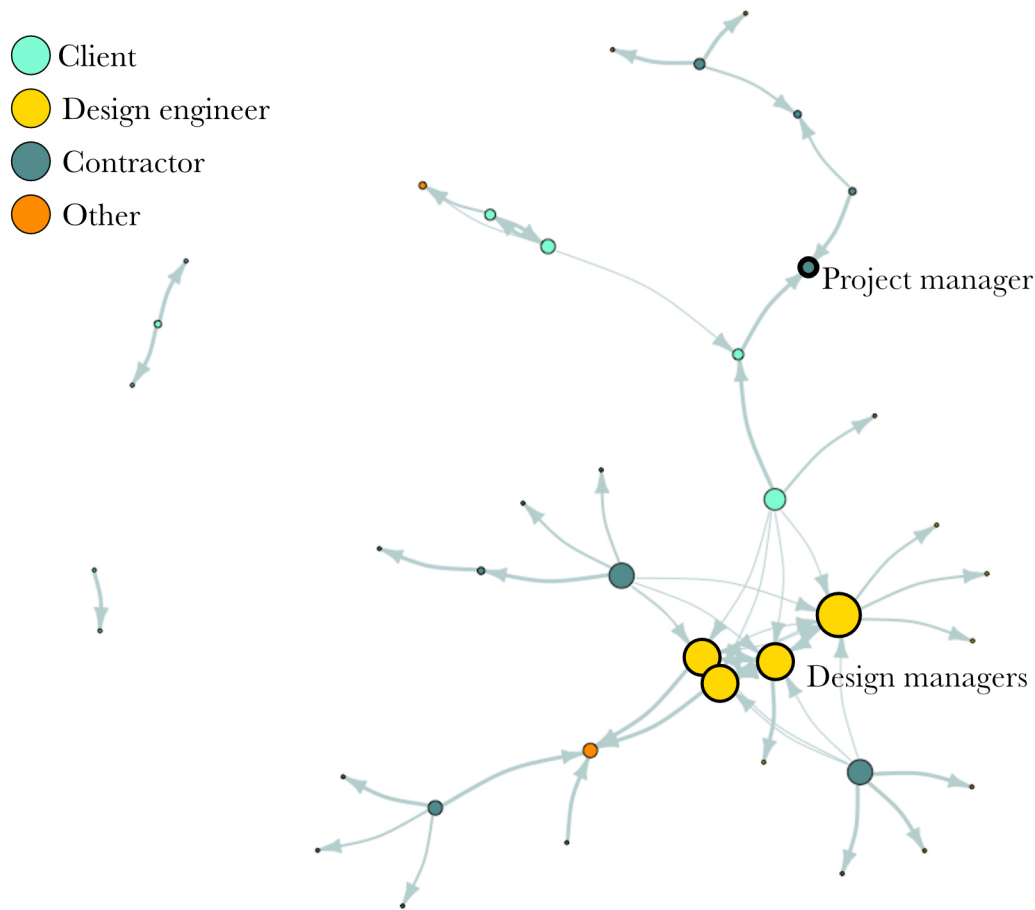 Client
Design engineer
Contractor
Other
Project manager
Design managers